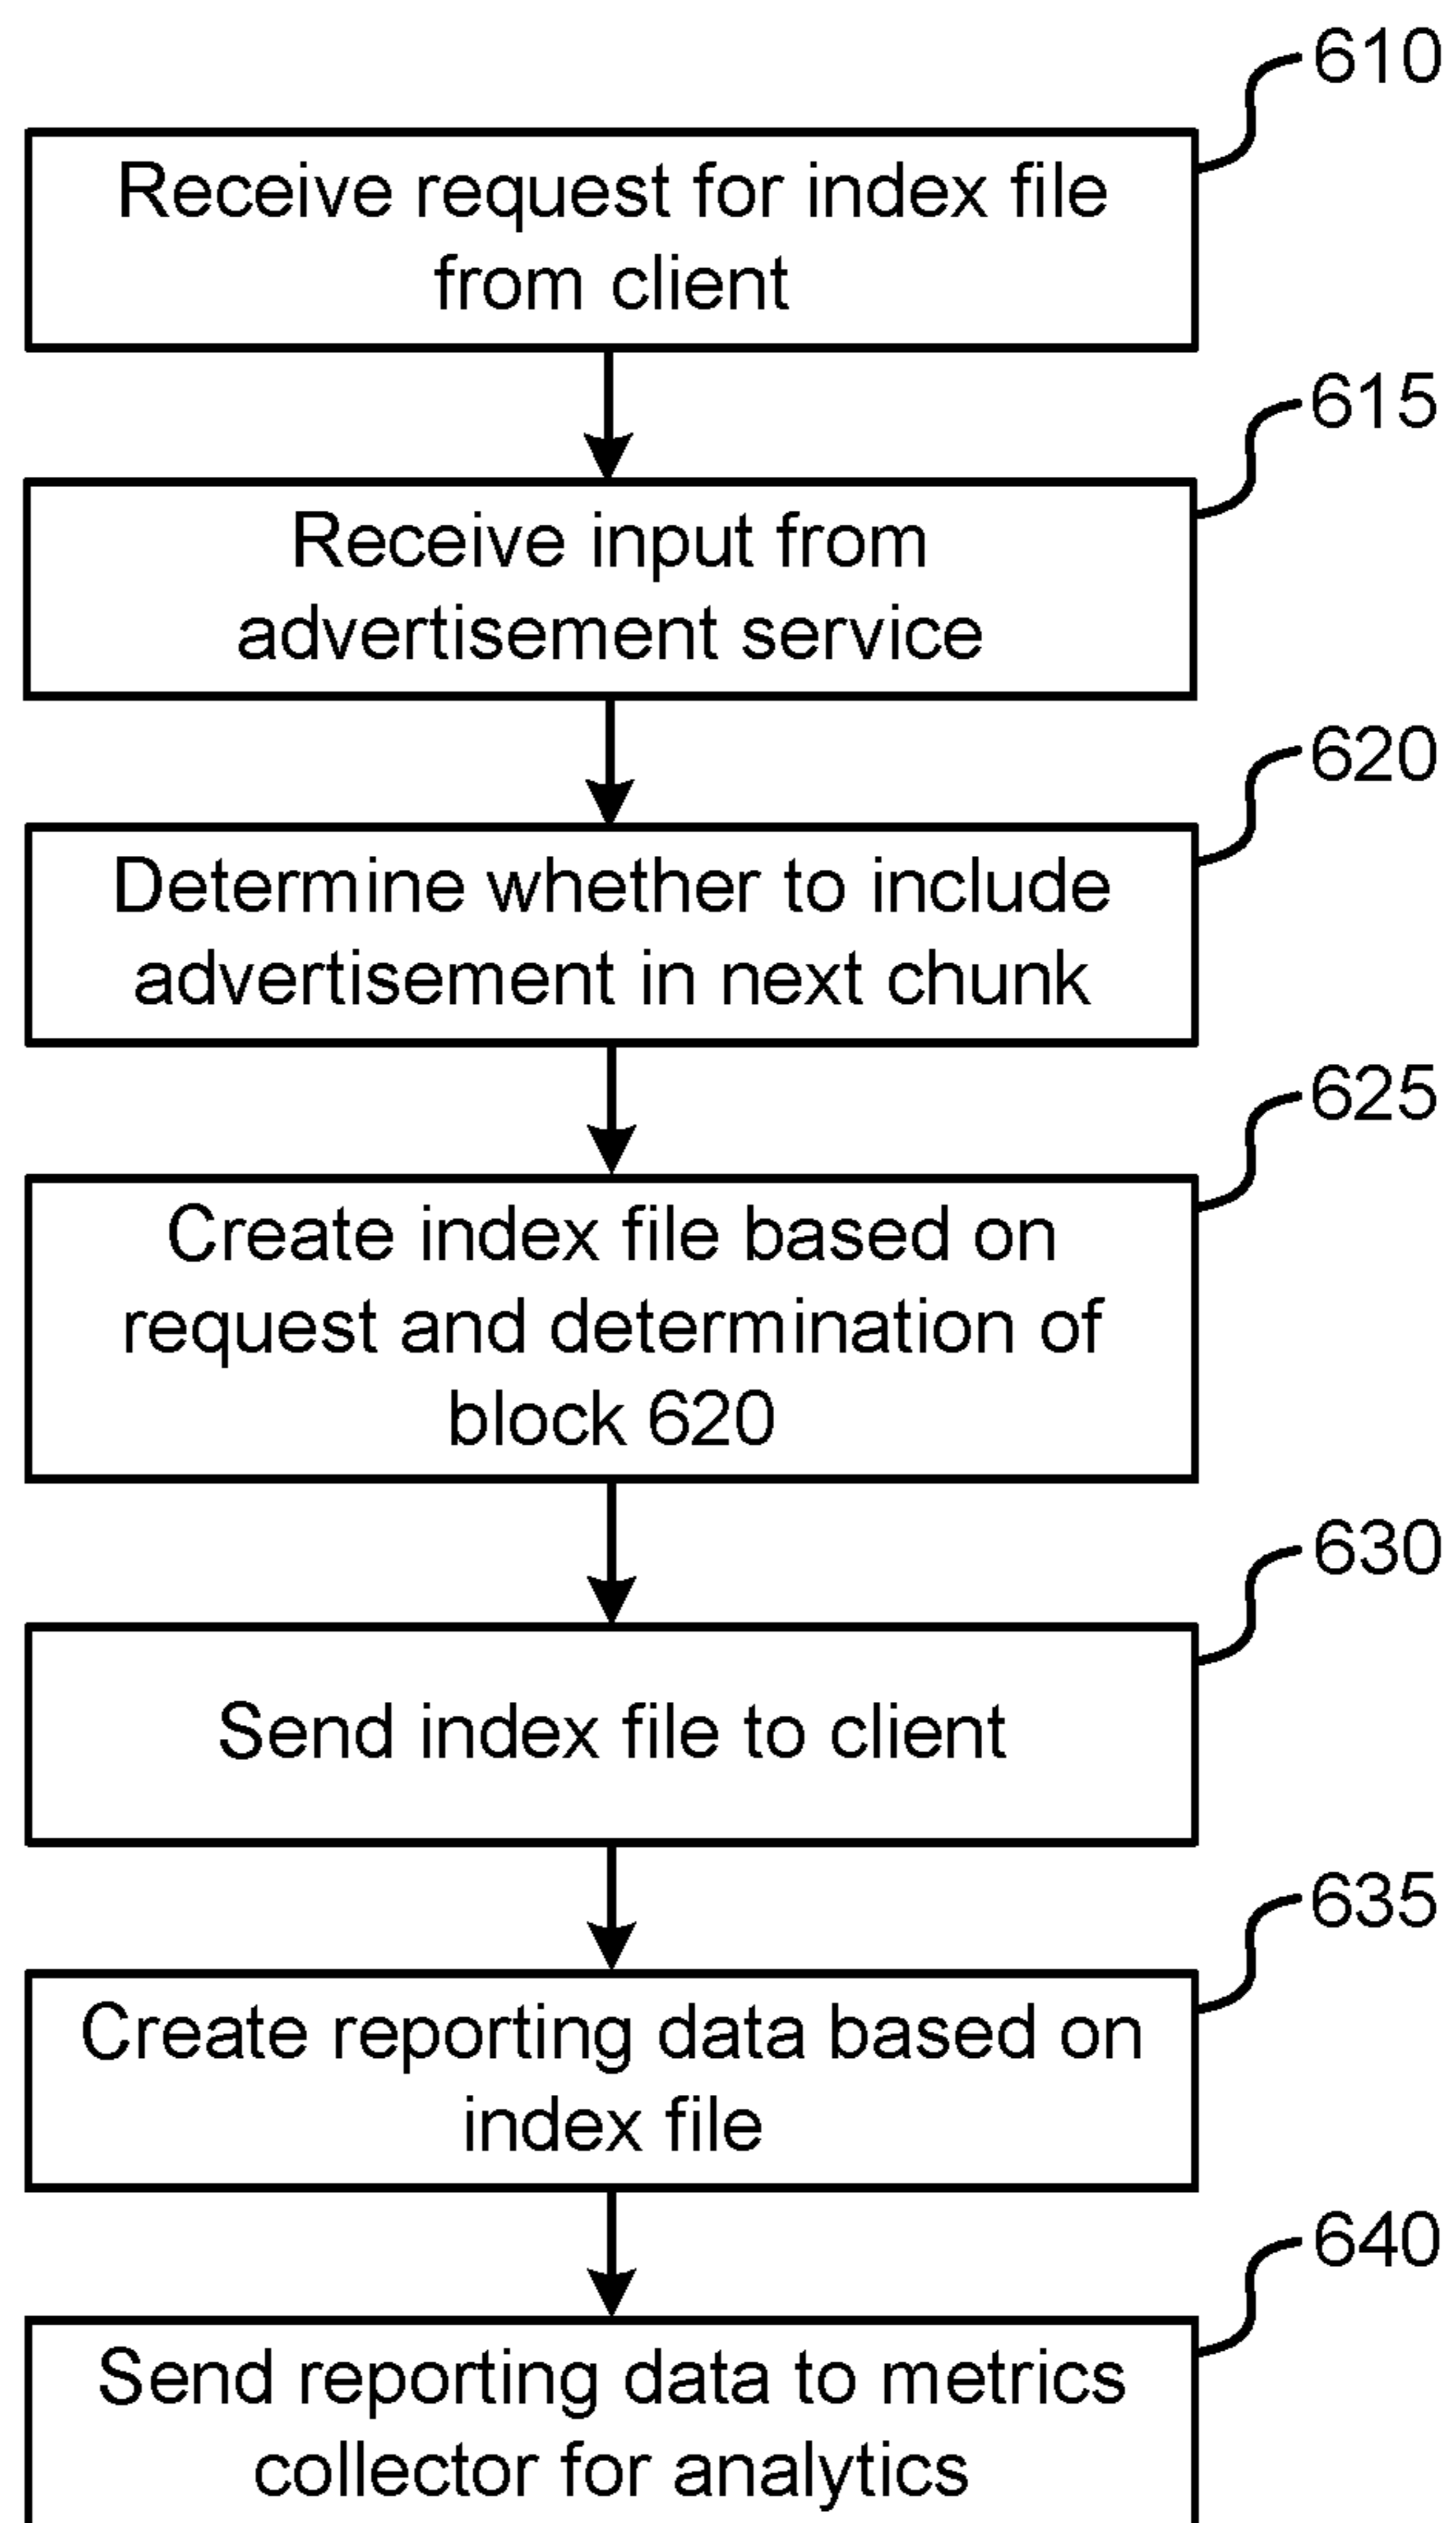 610
Receive request for index file
from client
615
Receive input from
advertisement service
620
Determine whether to include
advertisement in next chunk
625
Create index file based on
request and determination of
block 620
630
Send index file to client
635
Create reporting data based on
index file
640
Send reporting data to metrics
collector for analytics